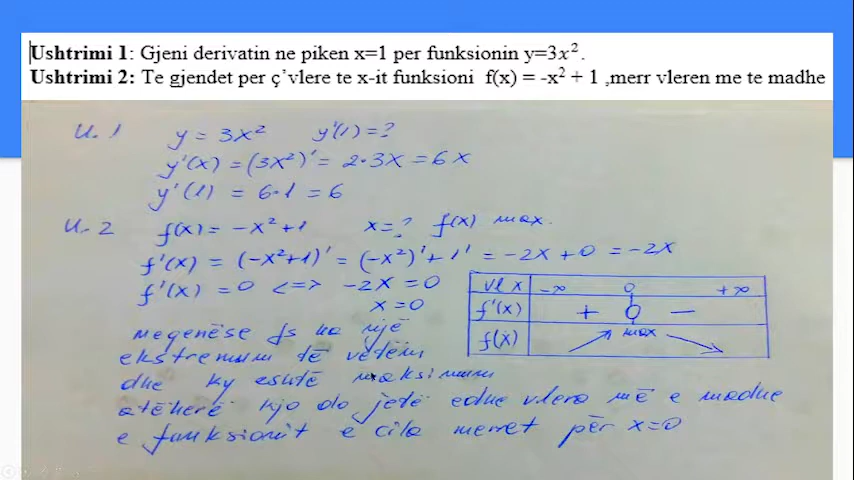 Ushtrimi 1: Gjeni derivatin ne piken x=1 per funksionin y=3x².
Ushtrimi 2: Te gjendet per ç'vlere te x-it funksioni f(x) = -x² + 1 ,merr vleren me te madhe
U. 1 y = 3x² y'(1) = ?
y'(x) = (3x²)' = 2·3x = 6x
y'(1) = 6·1 = 6
U. 2 f(x) = -x²+1 x=? f(x) max.
f'(x) = (-x²+1)' = (-x²)'+1' = -2x + 0 = -2x
f'(x) = 0 <=> -2x = 0
x=0
vl x -∞ 0 +∞
f'(x) + 0 -
f(x) max
megenëse fs ka një
ekstremum të vetëm
dhe ky eshtë maksimum
atëherë kjo do jetë edhe vlera më e madhe
e funksionit e cila merret për x=0